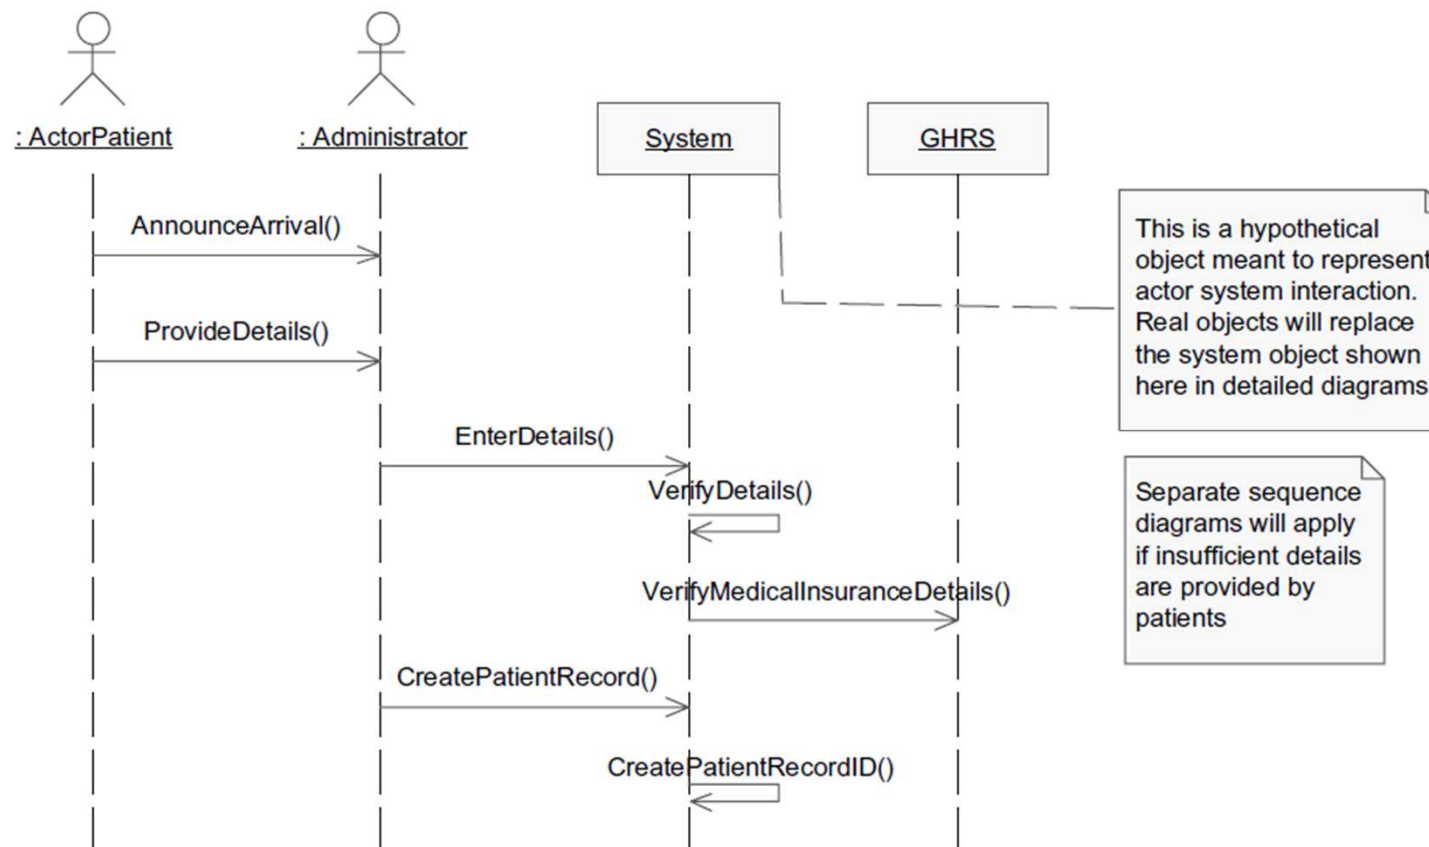 : ActorPatient
: Administrator
System
GHRS
AnnounceArrival()
ProvideDetails()
EnterDetails()
VerifyDetails()
VerifyMedicalInsuranceDetails()
CreatePatientRecord()
CreatePatientRecordID()
This is a hypothetical
object meant to represent
actor system interaction.
Real objects will replace
the system object shown
here in detailed diagrams
Separate sequence
diagrams will apply
if insufficient details
are provided by
patients